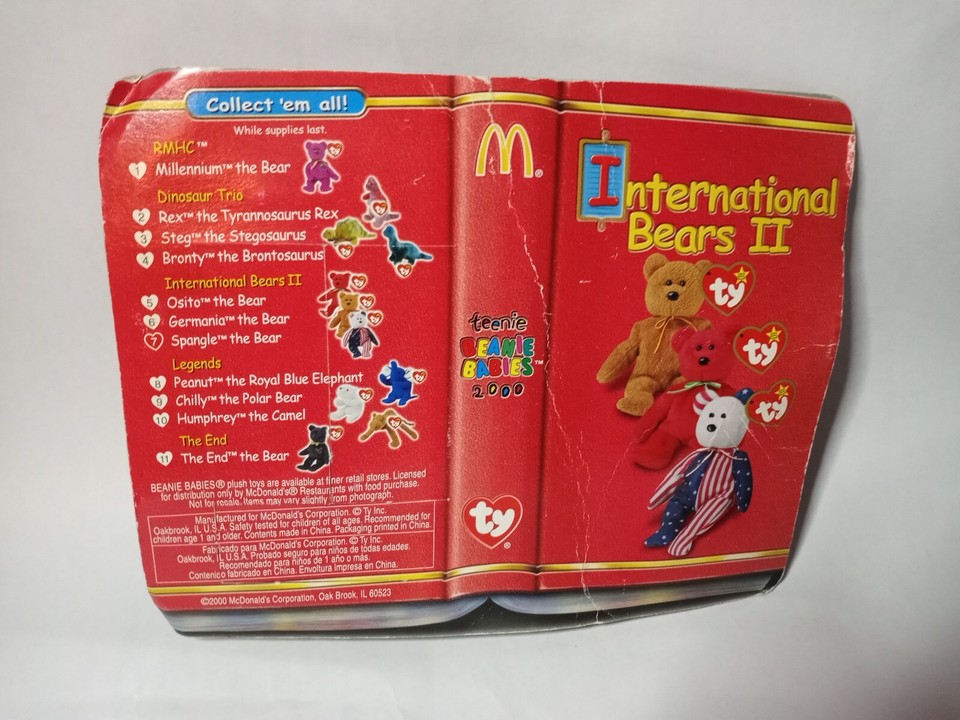 Collect 'em all!
While supplies last.
RMHC™
1 Millennium™ the Bear
Dinosaur Trio
2 Rex™ the Tyrannosaurus Rex
3 Steg™ the Stegosaurus
4 Bronty™ the Brontosaurus
International Bears II
5 Osito™ the Bear
6 Germania™ the Bear
7 Spangle™ the Bear
Legends
8 Peanut™ the Royal Blue Elephant
9 Chilly™ the Polar Bear
10 Humphrey™ the Camel
The End
11 The End™ the Bear
BEANIE BABIES® plush toys are available at finer retail stores. Licensed
for distribution only by McDonald's® Restaurants with food purchase.
Not for resale. Items may vary slightly from photograph.
Manufactured for McDonald's Corporation. © Ty Inc.
Oakbrook, IL U.S.A. Safety tested for children of all ages. Recommended for
children age 1 and older. Contents made in China. Packaging printed in China.
Fabricado para McDonald's Corporation. © Ty Inc.
Oakbrook, IL U.S.A. Probado seguro para niños de todas edades.
Recomendado para niños de 1 año o más.
Contenido fabricado en China. Envoltura impresa en China.
©2000 McDonald's Corporation, Oak Brook, IL 60523
M®
teenie
BEANIE
BABIES™
2000
ty®
International
Bears II
ty
ty
ty